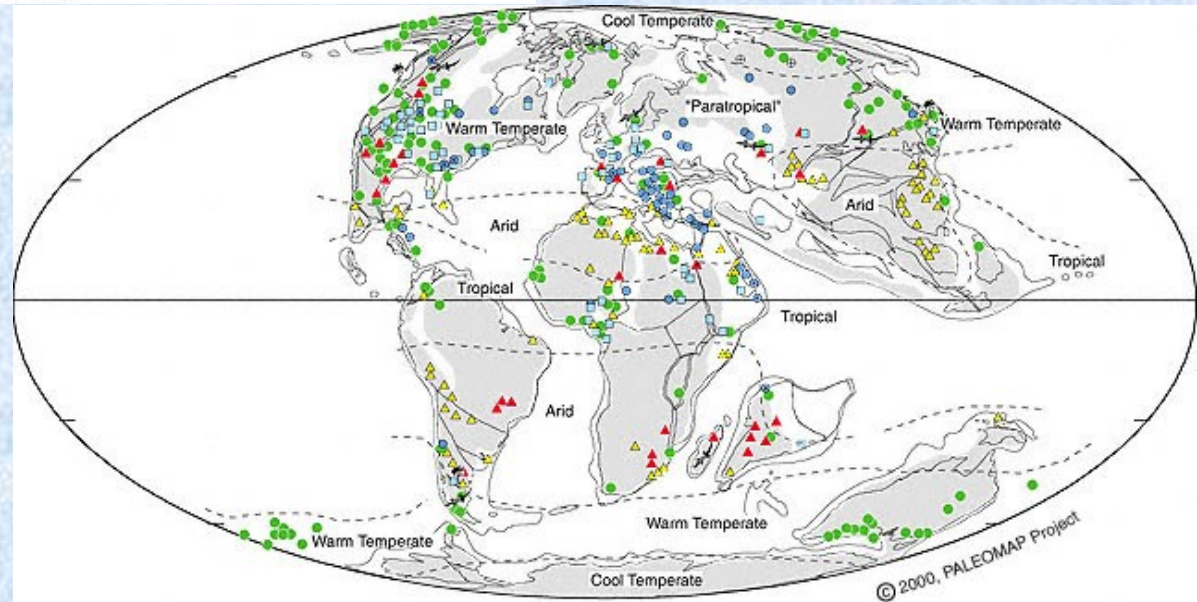 Cool Temperate
"Paratropical"
Warm Temperate
Warm Temperate
Arid
Arid
Tropical
Tropical
Tropical
Arid
Warm Temperate
Warm Temperate
Cool Temperate
© 2000, PALEOMAP Project